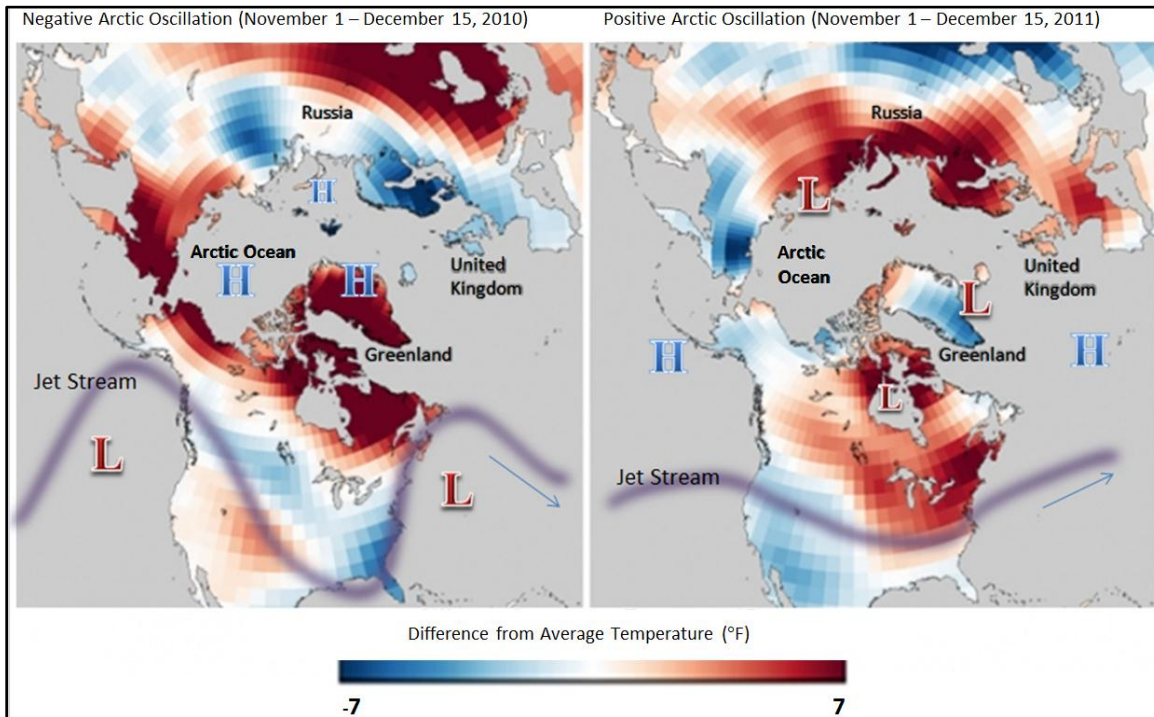 Negative Arctic Oscillation (November 1 – December 15, 2010)
Russia
H
Arctic Ocean
H
H
United
Kingdom
Greenland
Jet Stream
L
L
Positive Arctic Oscillation (November 1 – December 15, 2011)
Russia
L
Arctic
Ocean
United
Kingdom
L
H
Greenland
H
L
Jet Stream
Difference from Average Temperature (°F)
-7
7